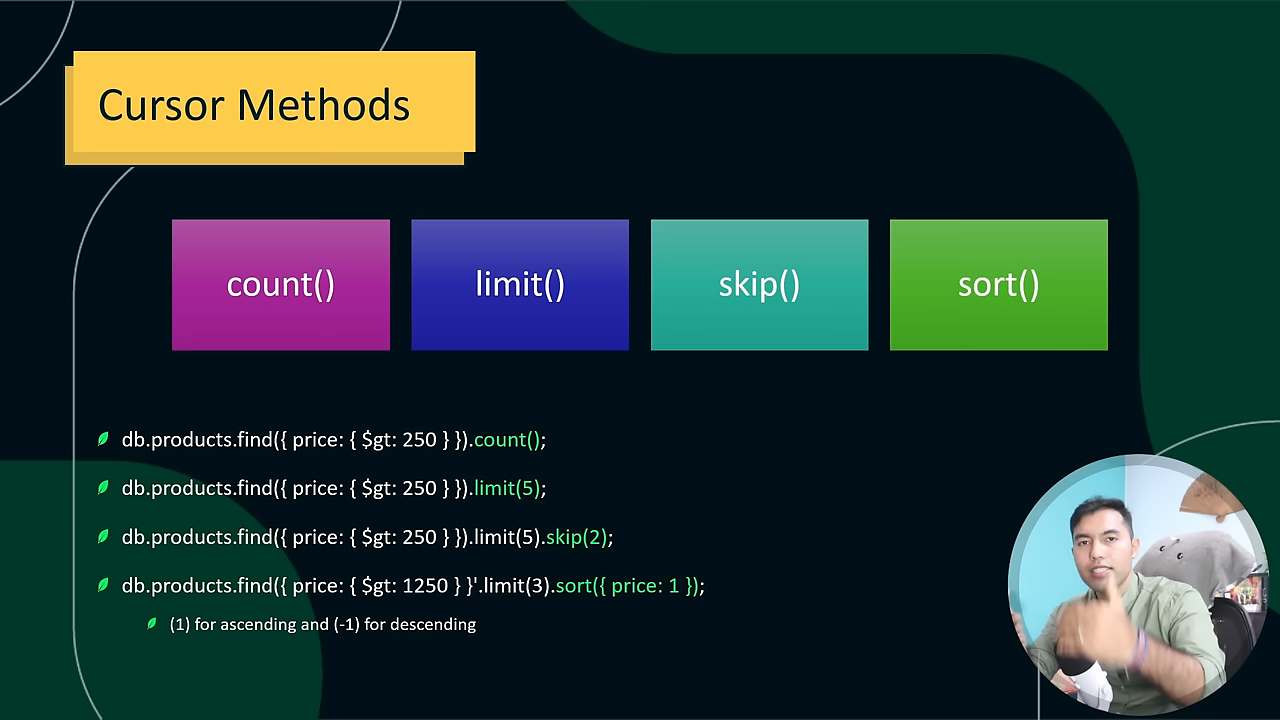 Cursor Methods
count()
limit()
skip()
sort()
db.products.find({ price: { $gt: 250 } }).count();
db.products.find({ price: { $gt: 250 } }).limit(5);
db.products.find({ price: { $gt: 250 } }).limit(5).skip(2);
db.products.find({ price: { $gt: 1250 } }'.limit(3).sort({ price: 1 });
(1) for ascending and (-1) for descending